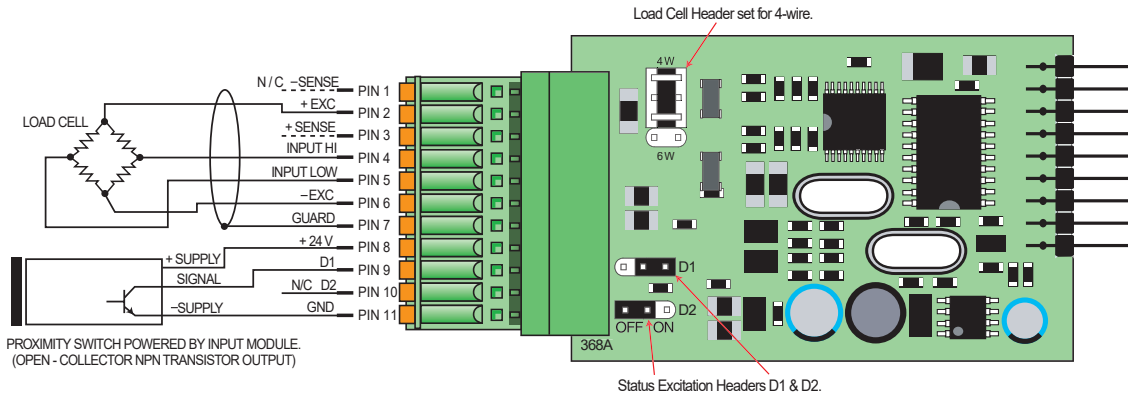 Load Cell Header set for 4-wire.
N / C –SENSE PIN 1
+ EXC PIN 2
LOAD CELL
+ SENSE PIN 3
INPUT HI PIN 4
INPUT LOW PIN 5
–EXC PIN 6
GUARD PIN 7
+ 24 V PIN 8
+ SUPPLY
SIGNAL D1 PIN 9
N/C D2 PIN 10
–SUPPLY GND PIN 11
4 W
6 W
D1
D2
OFF ON
368A
PROXIMITY SWITCH POWERED BY INPUT MODULE.
(OPEN - COLLECTOR NPN TRANSISTOR OUTPUT)
Status Excitation Headers D1 & D2.